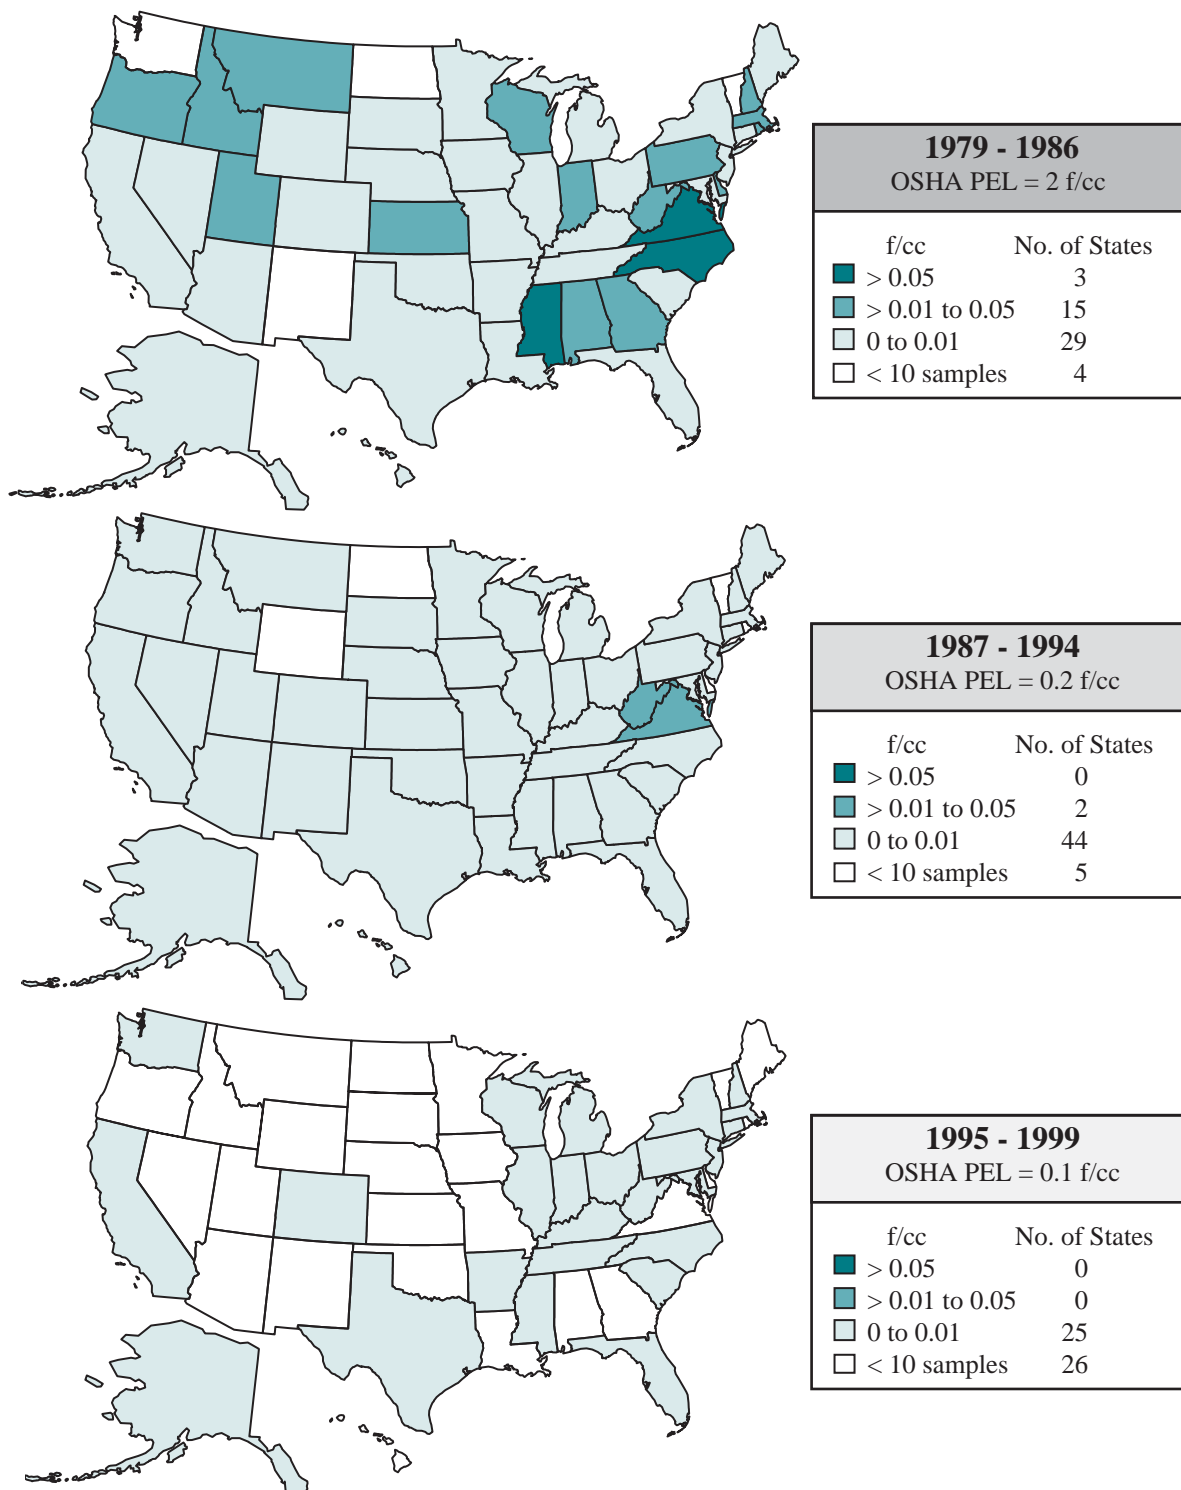 1979 - 1986
OSHA PEL = 2 f/cc
f/cc No. of States
> 0.05 3
> 0.01 to 0.05 15
0 to 0.01 29
< 10 samples 4
1987 - 1994
OSHA PEL = 0.2 f/cc
f/cc No. of States
> 0.05 0
> 0.01 to 0.05 2
0 to 0.01 44
< 10 samples 5
1995 - 1999
OSHA PEL = 0.1 f/cc
f/cc No. of States
> 0.05 0
> 0.01 to 0.05 0
0 to 0.01 25
< 10 samples 26